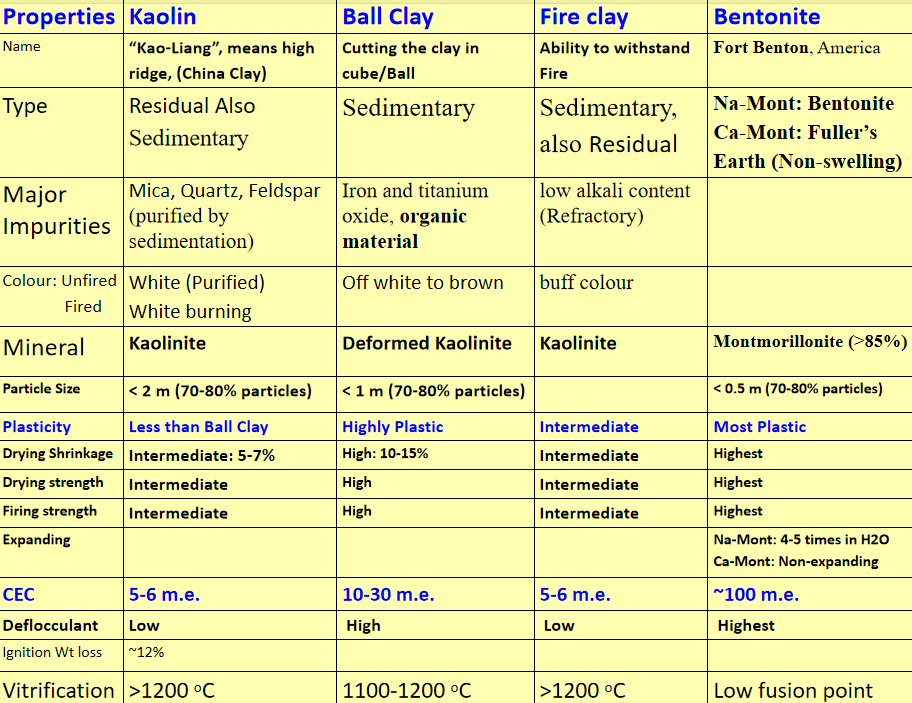 Properties Kaolin Ball Clay Fire clay Bentonite
Name “Kao-Liang”, means high Cutting the clay in Ability to withstand Fort Benton, America
ridge, (China Clay) cube/Ball Fire
Type Residual Also Sedimentary Sedimentary, Na-Mont: Bentonite
Sedimentary also Residual Ca-Mont: Fuller’s
Earth (Non-swelling)
Major Mica, Quartz, Feldspar Iron and titanium low alkali content
Impurities (purified by oxide, organic (Refractory)
sedimentation) material
Colour: Unfired White (Purified) Off white to brown buff colour
Fired White burning
Mineral Kaolinite Deformed Kaolinite Kaolinite Montmorillonite (>85%)
Particle Size < 2 m (70-80% particles) < 1 m (70-80% particles) < 0.5 m (70-80% particles)
Plasticity Less than Ball Clay Highly Plastic Intermediate Most Plastic
Drying Shrinkage Intermediate: 5-7% High: 10-15% Intermediate Highest
Drying strength Intermediate High Intermediate Highest
Firing strength Intermediate High Intermediate Highest
Expanding Na-Mont: 4-5 times in H2O
Ca-Mont: Non-expanding
CEC 5-6 m.e. 10-30 m.e. 5-6 m.e. ~100 m.e.
Deflocculant Low High Low Highest
Ignition Wt loss ~12%
Vitrification >1200 ᵒC 1100-1200 ᵒC >1200 ᵒC Low fusion point